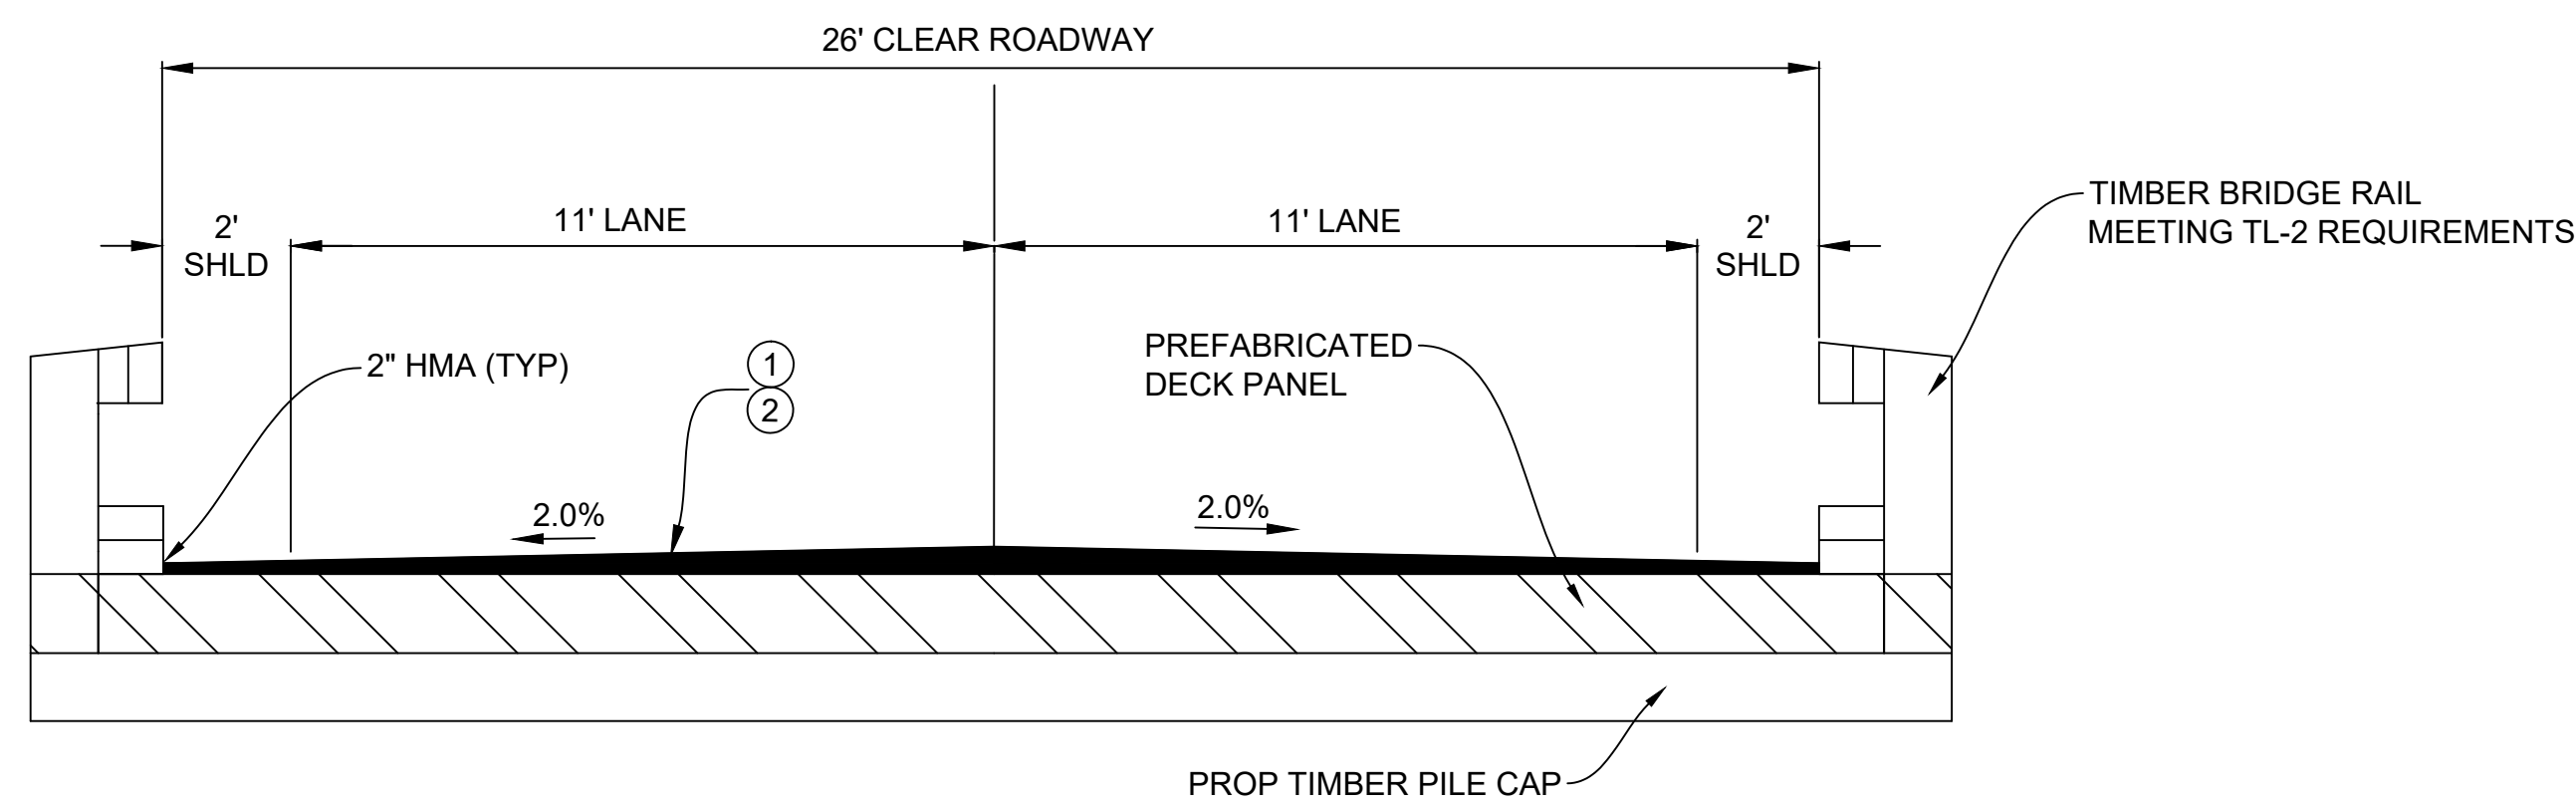 26' CLEAR ROADWAY
2'
SHLD
11' LANE
11' LANE
2'
SHLD
TIMBER BRIDGE RAIL
MEETING TL-2 REQUIREMENTS
2" HMA (TYP)
1
2
PREFABRICATED
DECK PANEL
2.0%
2.0%
PROP TIMBER PILE CAP